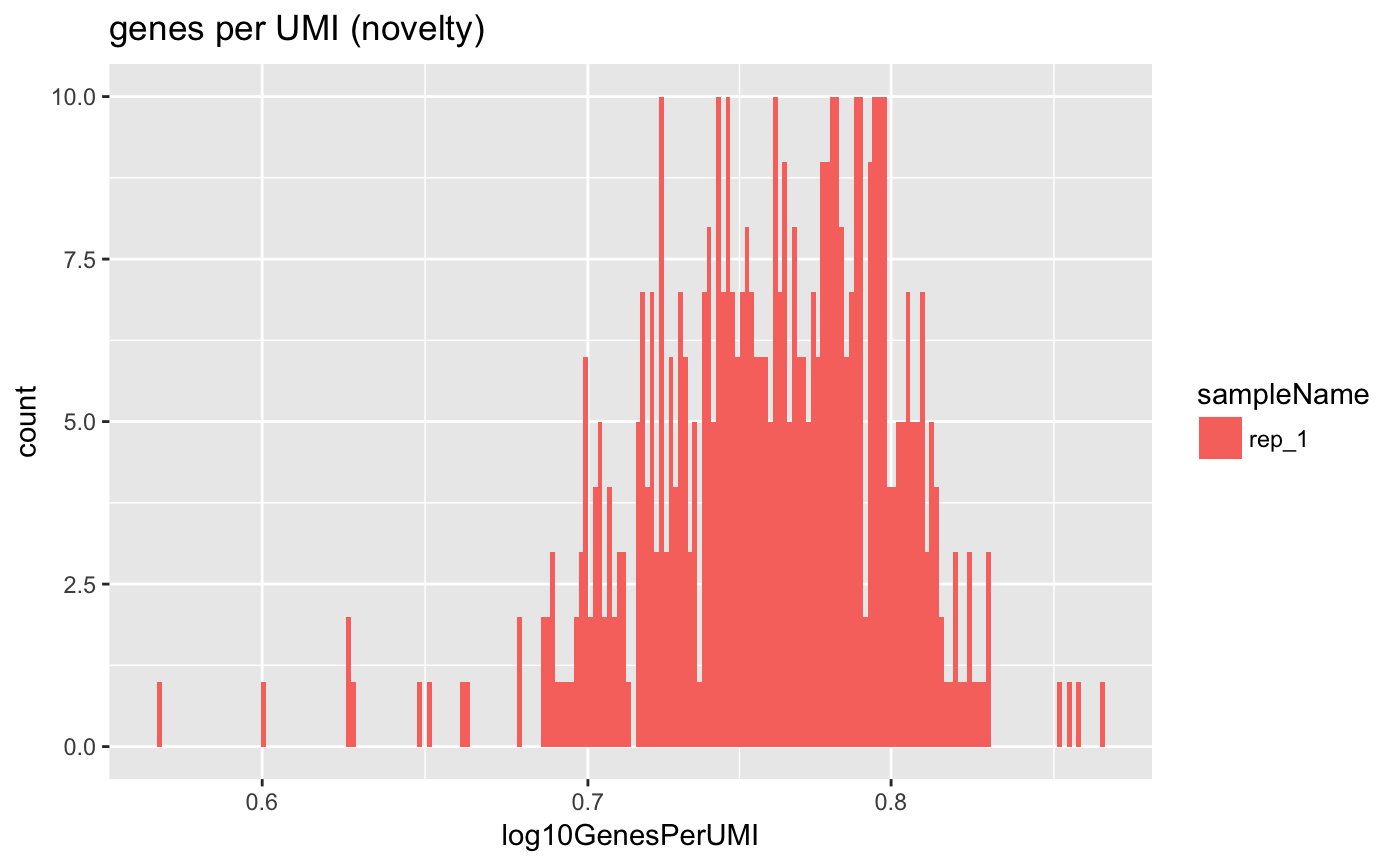 genes per UMI (novelty)
10.0
7.5
5.0
2.5
0.0
count
0.6 0.7 0.8
log10GenesPerUMI
sampleName
rep_1